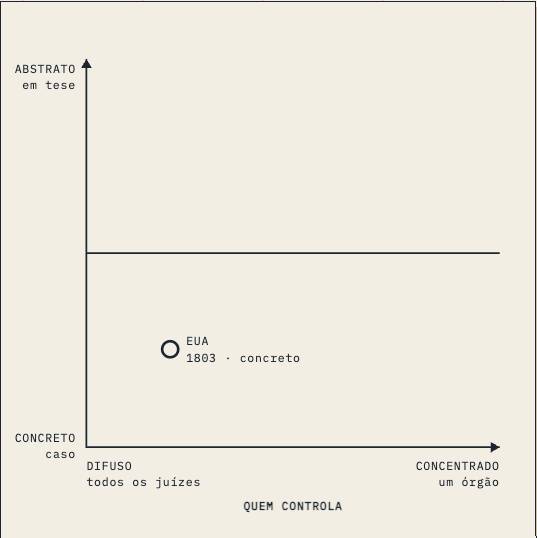 ABSTRATO
em tese
EUA
1803 · concreto
CONCRETO
caso
DIFUSO
todos os juízes
CONCENTRADO
um órgão
QUEM CONTROLA